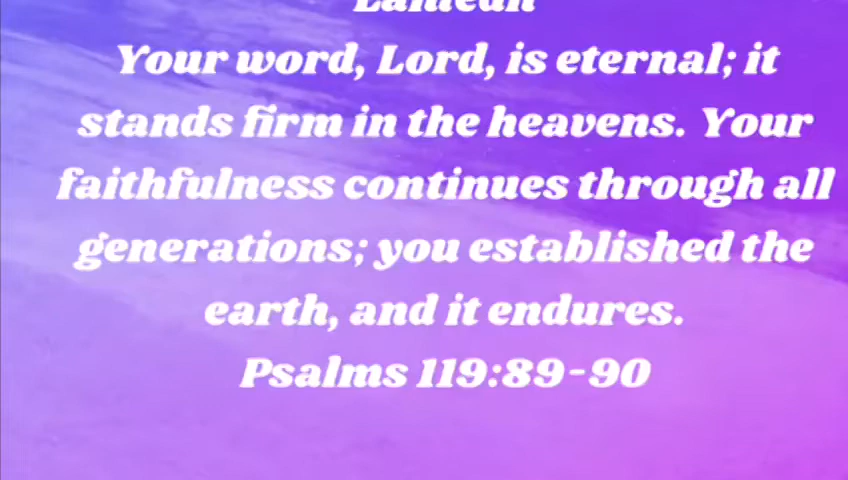 Your word, Lord, is eternal; it
stands firm in the heavens. Your
faithfulness continues through all
generations; you established the
earth, and it endures.
Psalms 119:89-90